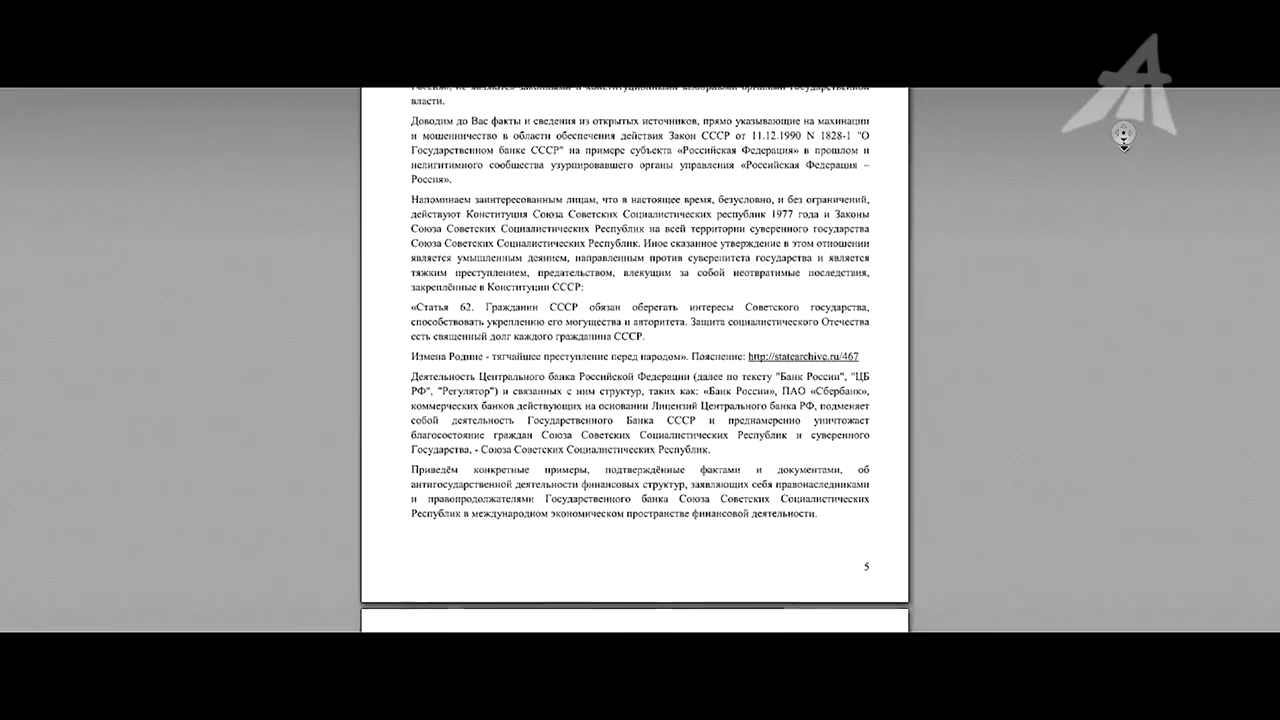 власти.
Доводим до Вас факты и сведения из открытых источников, прямо указывающие на махинации
и мошенничество в области обеспечения действия Закон СССР от 11.12.1990 N 1828-1 "О
Государственном банке СССР" на примере субъекта «Российская Федерация» в прошлом и
нелигитимного сообщества узурпировавшего органы управления «Российская Федерация –
Россия».
Напоминаем заинтересованным лицам, что в настоящее время, безусловно, и без ограничений,
действуют Конституция Союза Советских Социалистических республик 1977 года и Законы
Союза Советских Социалистических Республик на всей территории суверенного государства
Союза Советских Социалистических Республик. Иное сказанное утверждение в этом отношении
является умышленным деянием, направленным против суверенитета государства и является
тяжким преступлением, предательством, влекущим за собой неотвратимые последствия,
закреплённые в Конституции СССР:
«Статья 62. Гражданин СССР обязан оберегать интересы Советского государства,
способствовать укреплению его могущества и авторитета. Защита социалистического Отечества
есть священный долг каждого гражданина СССР.
Измена Родине - тягчайшее преступление перед народом». Пояснение: http://statearchive.ru/467
Деятельность Центрального банка Российской Федерации (далее по тексту "Банк России", "ЦБ
РФ", "Регулятор") и связанных с ним структур, таких как: «Банк России», ПАО «Сбербанк»,
коммерческих банков действующих на основании Лицензий Центрального банка РФ, подменяет
собой деятельность Государственного Банка СССР и преднамеренно уничтожает
благосостояние граждан Союза Советских Социалистических Республик и суверенного
Государства, - Союза Советских Социалистических Республик.
Приведём конкретные примеры, подтверждённые фактами и документами, об
антигосударственной деятельности финансовых структур, заявляющих себя правонаследниками
и правопродолжателями Государственного банка Союза Советских Социалистических
Республик в международном экономическом пространстве финансовой деятельности.
5